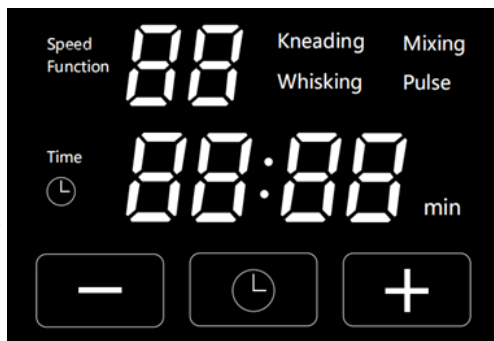 Speed
Function
88
Kneading Mixing
Whisking Pulse
Time
88:88 min
− +